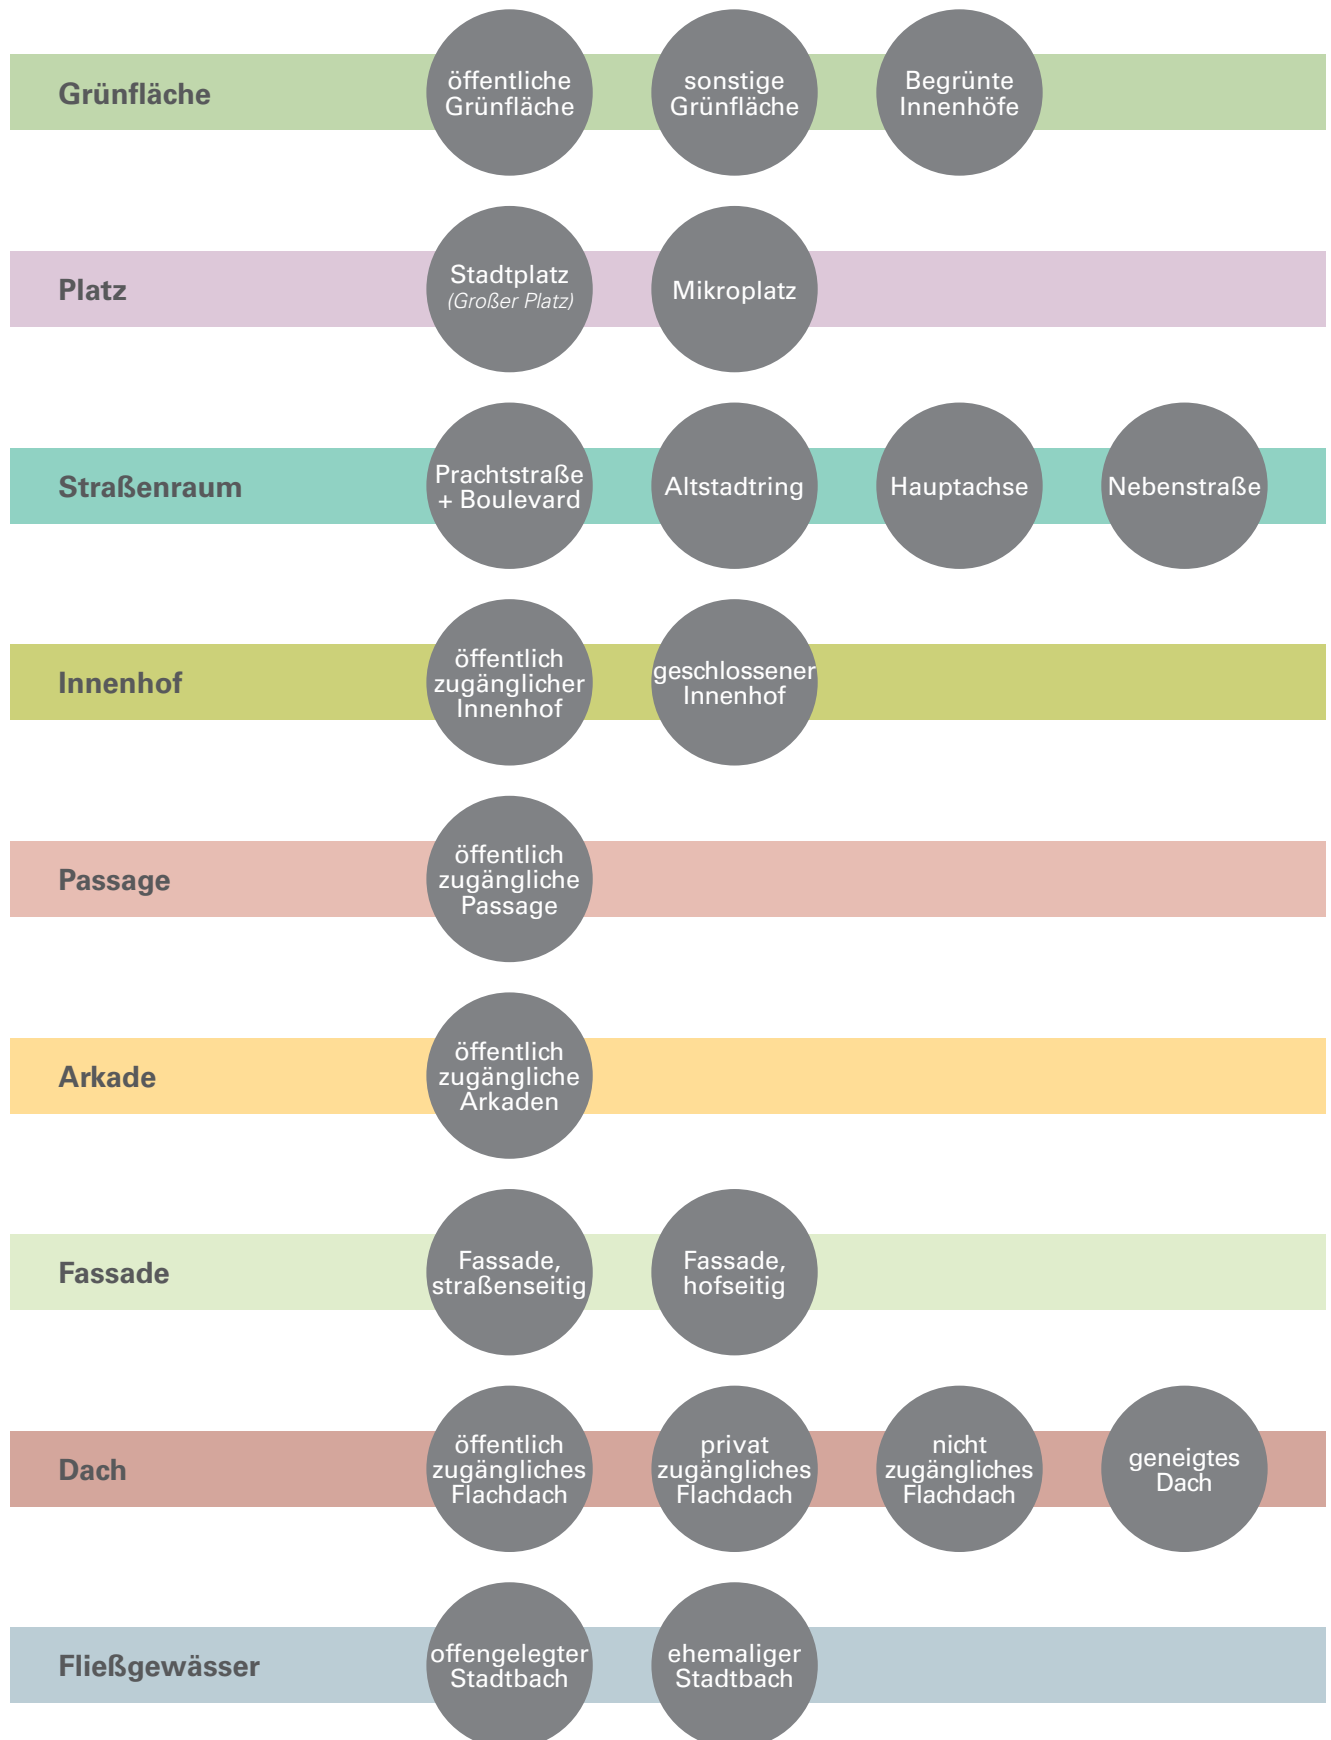 Grünfläche
öffentliche
Grünfläche
sonstige
Grünfläche
Begrünte
Innenhöfe
Platz
Stadtplatz
(Großer Platz)
Mikroplatz
Straßenraum
Prachtstraße
+ Boulevard
Altstadtring
Hauptachse
Nebenstraße
Innenhof
öffentlich
zugänglicher
Innenhof
geschlossener
Innenhof
Passage
öffentlich
zugängliche
Passage
Arkade
öffentlich
zugängliche
Arkaden
Fassade
Fassade,
straßenseitig
Fassade,
hofseitig
Dach
öffentlich
zugängliches
Flachdach
privat
zugängliches
Flachdach
nicht
zugängliches
Flachdach
geneigtes
Dach
Fließgewässer
offengelegter
Stadtbach
ehemaliger
Stadtbach